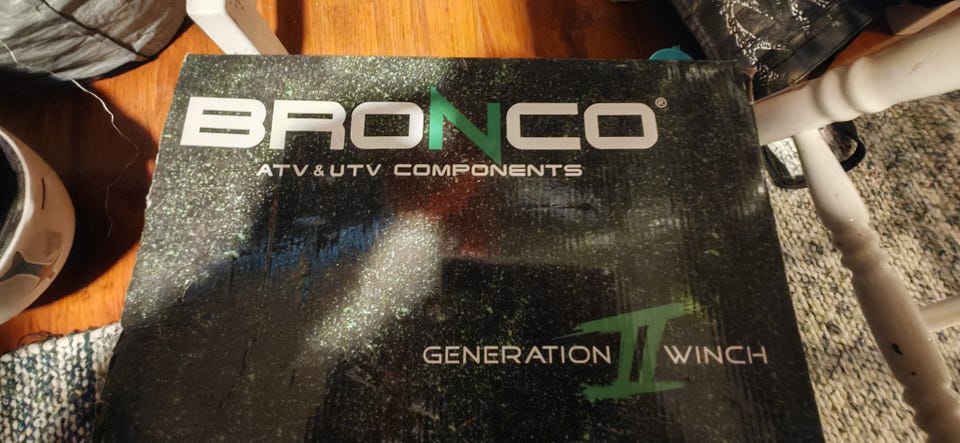 BRONCO®
ATV & UTV COMPONENTS
GENERATION II WINCH